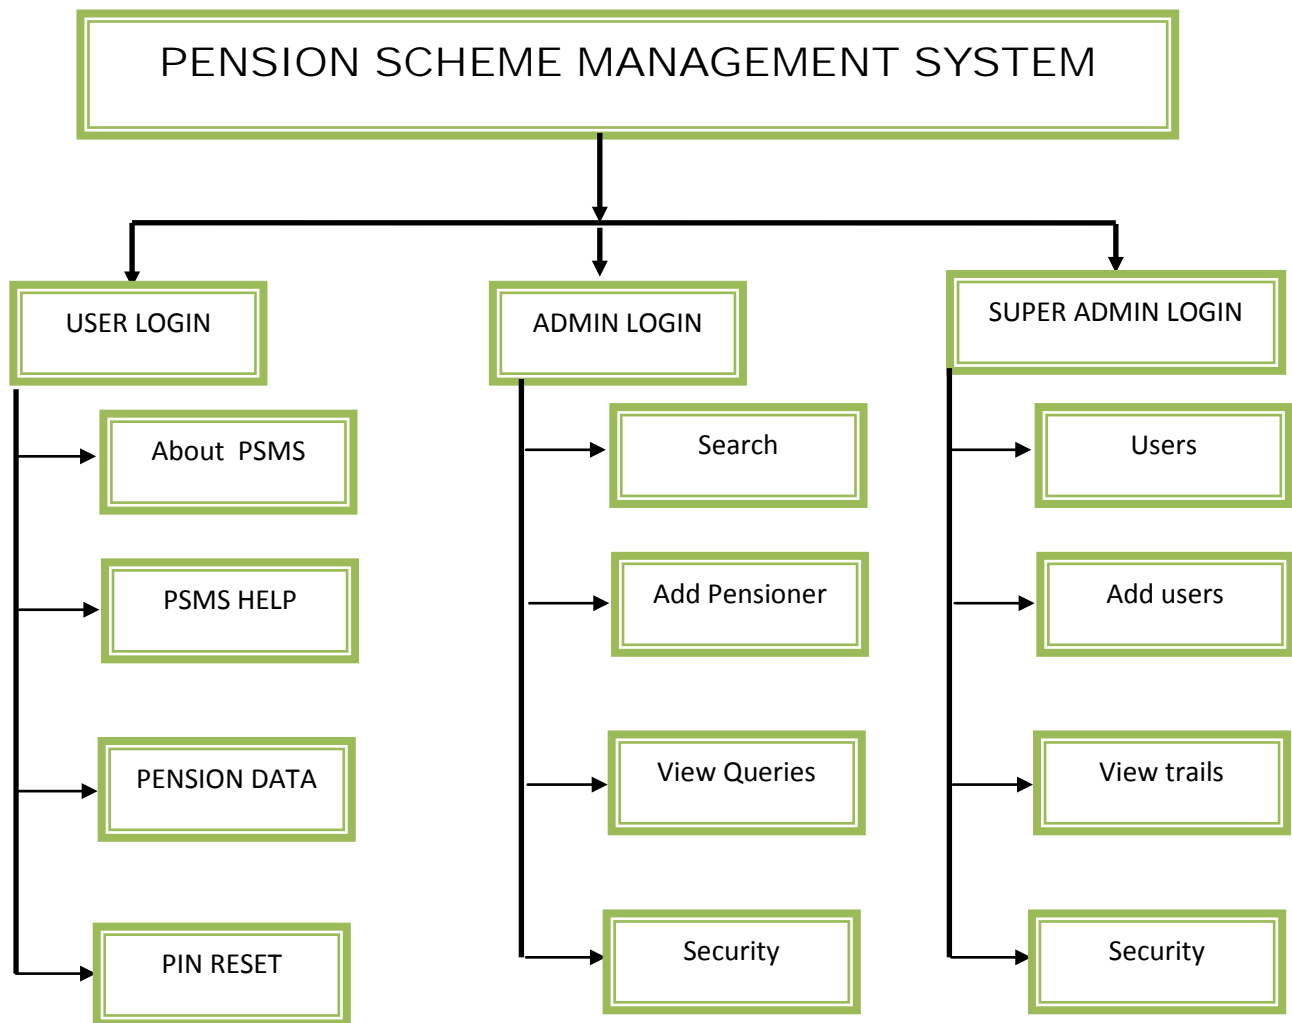 PENSION SCHEME MANAGEMENT SYSTEM
USER LOGIN
ADMIN LOGIN
SUPER ADMIN LOGIN
About PSMS
Search
Users
PSMS HELP
Add Pensioner
Add users
PENSION DATA
View Queries
View trails
PIN RESET
Security
Security